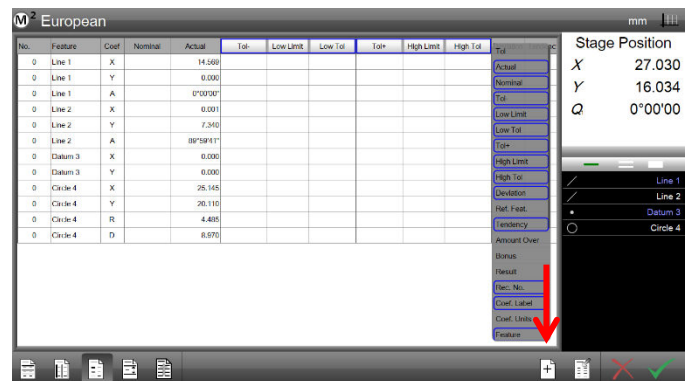 M² European mm
No. Feature Coef Nominal Actual Tol- Low Limit Low Tol Tol+ High Limit High Tol
0 Line 1 X 14.569
0 Line 1 Y 0.000
0 Line 1 A 0°00'00"
0 Line 2 X 0.001
0 Line 2 Y 7.340
0 Line 2 A 89°59'41"
0 Datum 3 X 0.000
0 Datum 3 Y 0.000
0 Circle 4 X 25.145
0 Circle 4 Y 20.110
0 Circle 4 R 4.485
0 Circle 4 D 8.970
Tol
Actual
Nominal
Tol-
Low Limit
Low Tol
Tol+
High Limit
High Tol
Deviation
Ref. Feat.
Tendency
Amount Over
Bonus
Result
Rec. No.
Coef. Label
Coef. Units
Feature
Stage Position
X 27.030
Y 16.034
Q 0°00'00
Line 1
Line 2
Datum 3
Circle 4